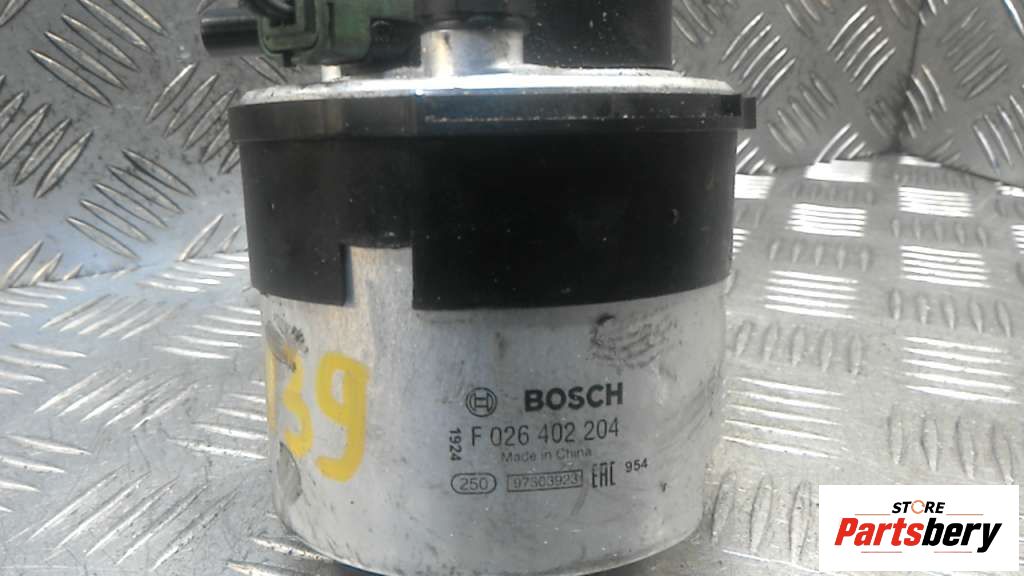 BOSCH
1924
F 026 402 204
Made in China
250 97303923 EAC 954
39
STORE
Partsbery